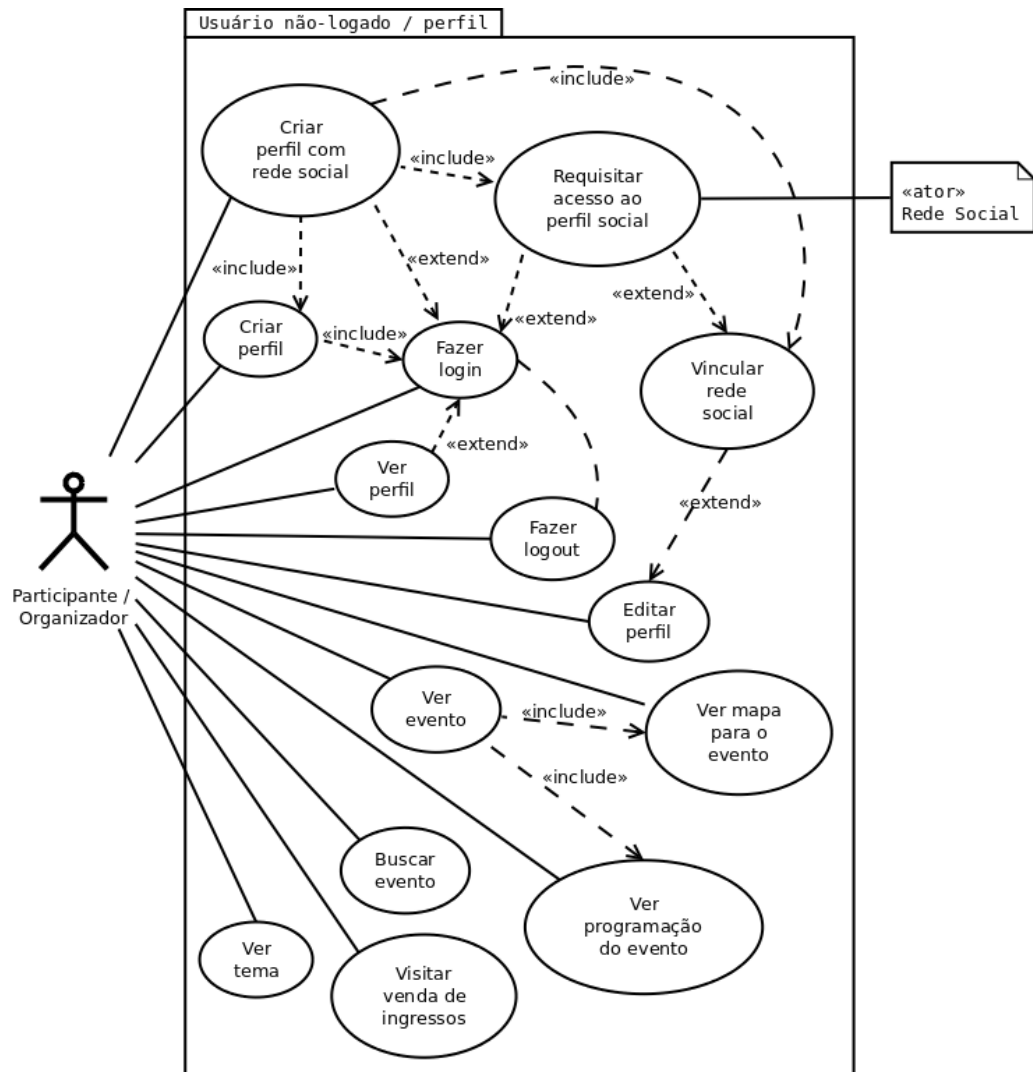 Usuário não-logado / perfil
«include»
Criar
perfil com
rede social
«include»
Requisitar
acesso ao
perfil social
«ator»
Rede Social
«include»
«extend»
«extend»
«extend»
Criar
perfil
«include»
Fazer
login
Vincular
rede
social
«extend»
Ver
perfil
«extend»
Fazer
logout
Participante /
Organizador
Editar
perfil
Ver
evento
«include»
Ver mapa
para o
evento
«include»
Buscar
evento
Ver
programação
do evento
Ver
tema
Visitar
venda de
ingressos